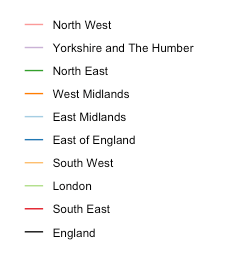 North West
Yorkshire and The Humber
North East
West Midlands
East Midlands
East of England
South West
London
South East
England